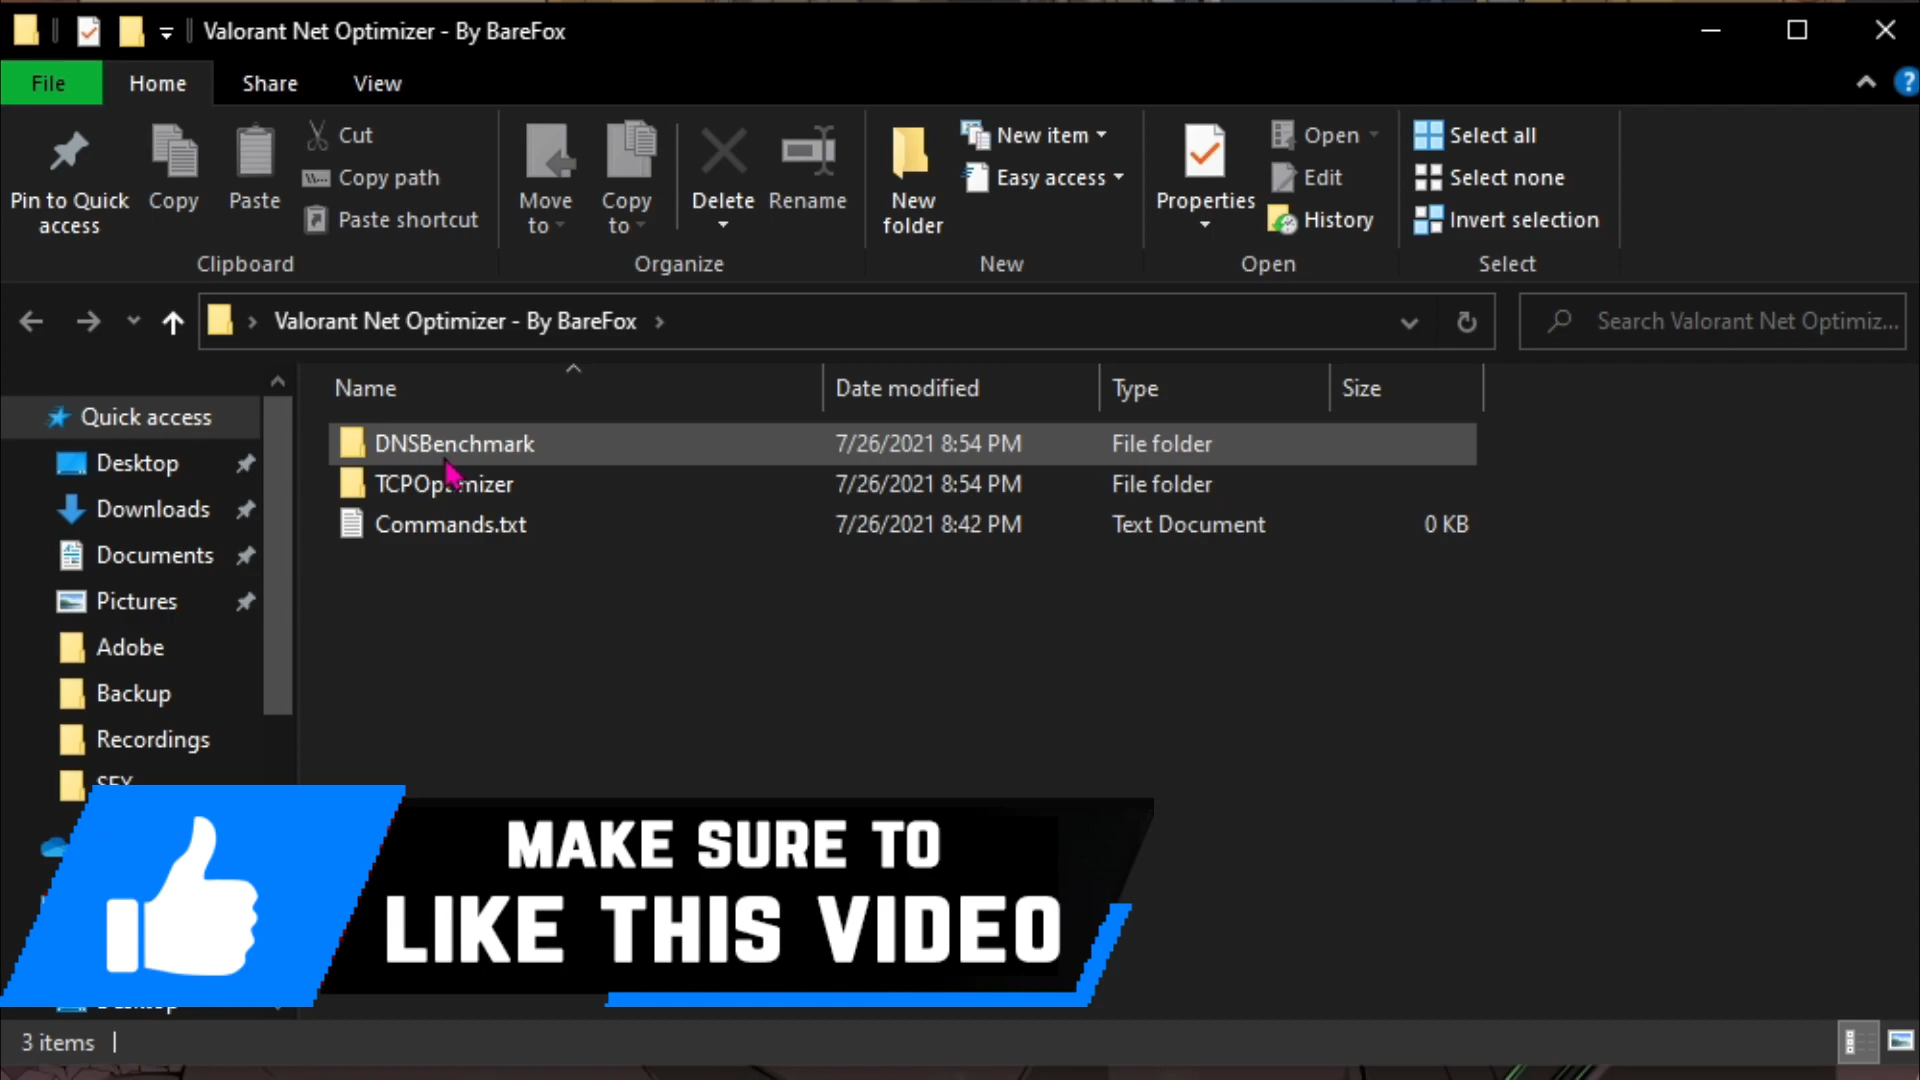 Valorant Net Optimizer - By BareFox
File Home Share View
Pin to Quick access
Copy
Paste
Cut
Copy path
Paste shortcut
Clipboard
Move to
Copy to
Delete
Rename
Organize
New folder
New item
Easy access
New
Properties
Open
Edit
History
Open
Select all
Select none
Invert selection
Select
Valorant Net Optimizer - By BareFox
Search Valorant Net Optimiz...
Name Date modified Type Size
DNSBenchmark 7/26/2021 8:54 PM File folder
TCPOptimizer 7/26/2021 8:54 PM File folder
Commands.txt 7/26/2021 8:42 PM Text Document 0 KB
Quick access
Desktop
Downloads
Documents
Pictures
Adobe
Backup
Recordings
SFX
MAKE SURE TO
LIKE THIS VIDEO
Desktop
3 items